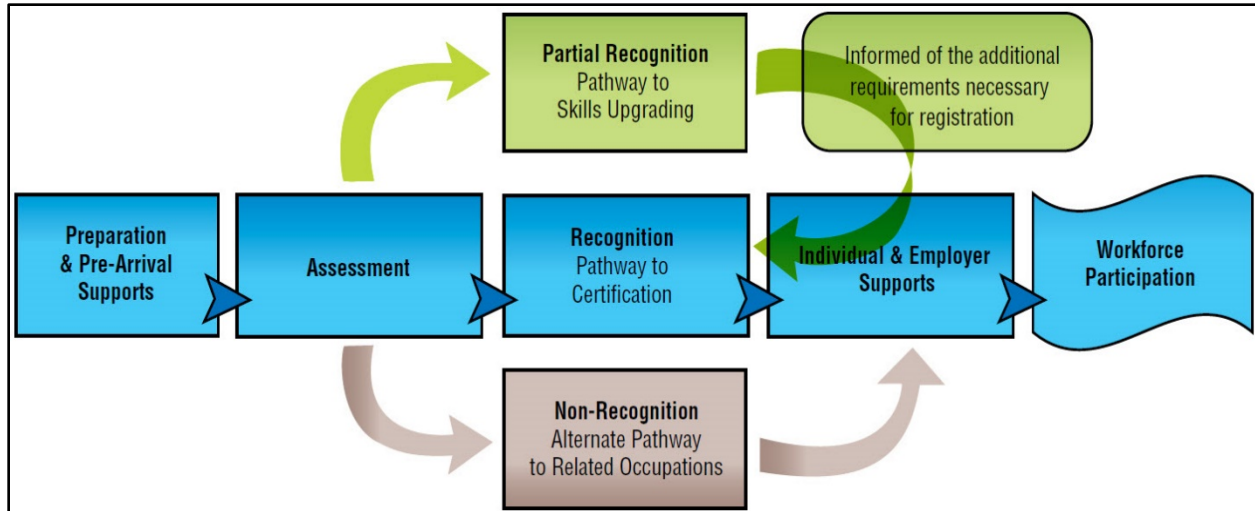 Partial Recognition
Pathway to
Skills Upgrading
Informed of the additional
requirements necessary
for registration
Preparation
& Pre-Arrival
Supports
Assessment
Recognition
Pathway to
Certification
Individual & Employer
Supports
Workforce
Participation
Non-Recognition
Alternate Pathway
to Related Occupations